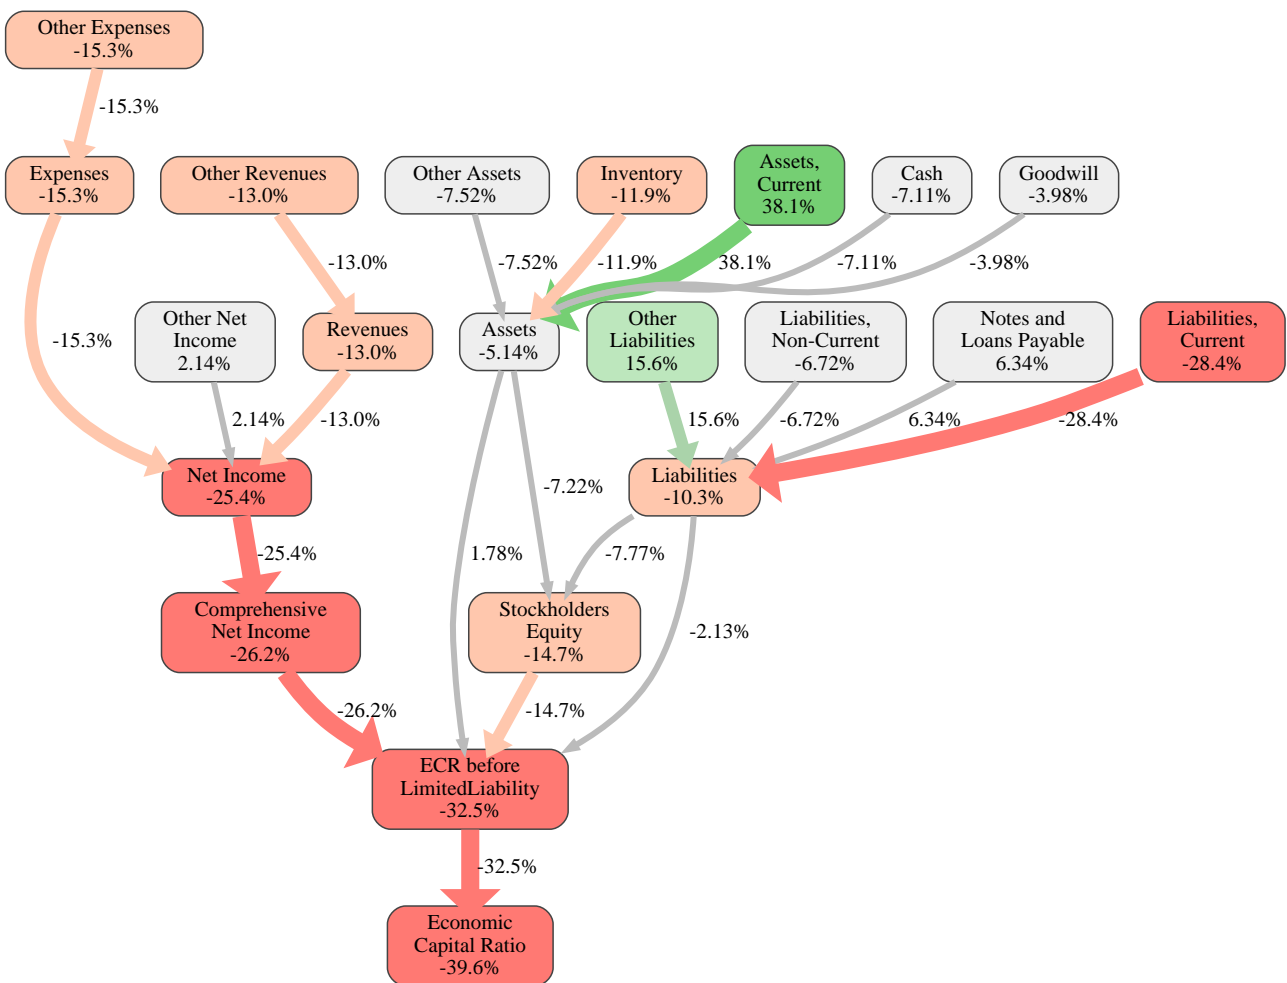 Other Expenses
-15.3%
-15.3%
Expenses
-15.3%
Other Revenues
-13.0%
Other Assets
-7.52%
Inventory
-11.9%
Assets,
Current
38.1%
Cash
-7.11%
Goodwill
-3.98%
-13.0%
-7.52%
-11.9%
38.1%
-7.11%
-3.98%
-15.3%
Other Net
Income
2.14%
Revenues
-13.0%
Assets
-5.14%
Other
Liabilities
15.6%
Liabilities,
Non-Current
-6.72%
Notes and
Loans Payable
6.34%
Liabilities,
Current
-28.4%
2.14%
-13.0%
15.6%
-6.72%
6.34%
-28.4%
Net Income
-25.4%
-7.22%
Liabilities
-10.3%
-25.4%
1.78%
-7.77%
Comprehensive
Net Income
-26.2%
Stockholders
Equity
-14.7%
-2.13%
-26.2%
-14.7%
ECR before
LimitedLiability
-32.5%
-32.5%
Economic
Capital Ratio
-39.6%